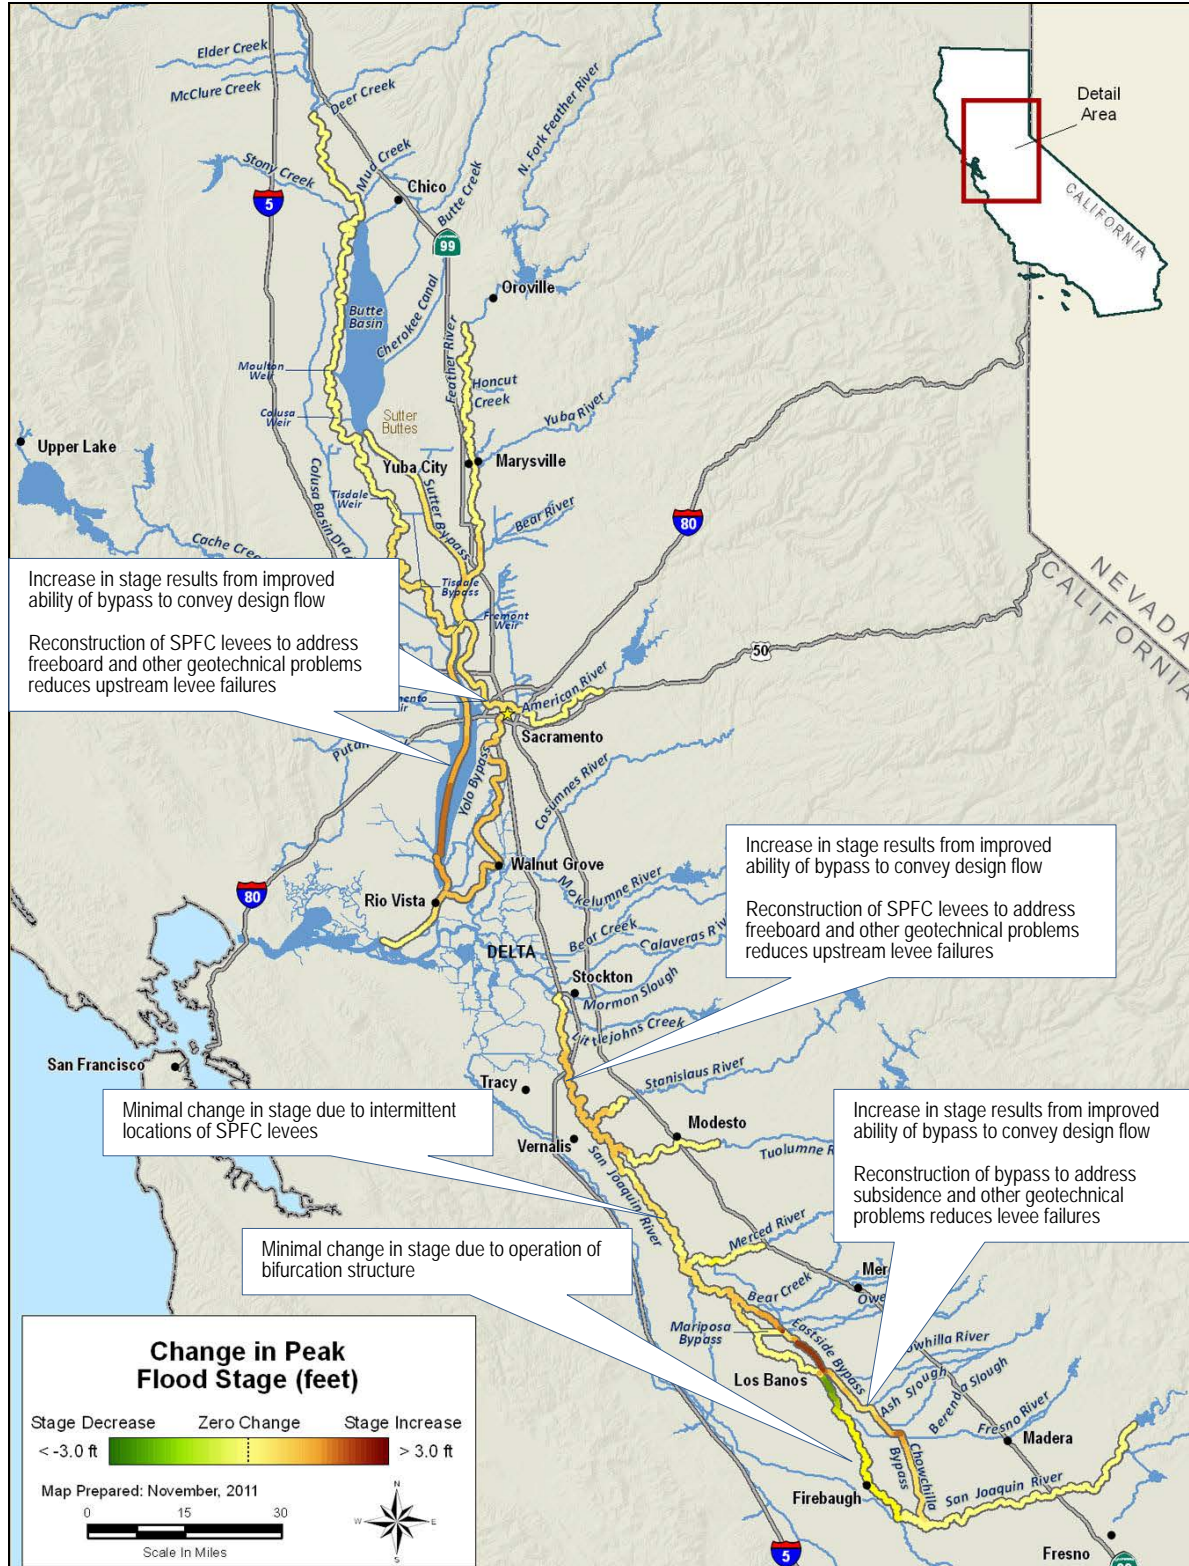 Elder Creek
McClure Creek
Deer Creek
N. Fork Feather River
Detail
Area
Stony Creek
Mud Creek
Chico
Butte Creek
5
99
CALIFORNIA
Oroville
Butte
Basin
Cherokee Canal
Feather River
Moulton
Weir
Honcut
Creek
Colusa
Weir
Sutter
Buttes
Yuba River
Upper Lake
Yuba City
Marysville
Colusa Basin Dra
Tisdale
Weir
Sutter Bypass
Bear River
80
Cache Cree
Tisdale
Bypass
NEVADA
CALIFORNIA
Increase in stage results from improved
ability of bypass to convey design flow
Reconstruction of SPFC levees to address
freeboard and other geotechnical problems
reduces upstream levee failures
Fremont
Weir
50
American River
Sacramento
Yolo Bypass
Cosumnes River
Walnut Grove
Increase in stage results from improved
ability of bypass to convey design flow
Reconstruction of SPFC levees to address
freeboard and other geotechnical problems
reduces upstream levee failures
Mokelumne River
80
Rio Vista
Bear Creek
Calaveras Riv
DELTA
Stockton
Mormon Slough
Littlejohns Creek
San Francisco
Stanislaus River
Tracy
Minimal change in stage due to intermittent
locations of SPFC levees
Modesto
Vernalis
Tuolumne R
San Joaquin River
Increase in stage results from improved
ability of bypass to convey design flow
Reconstruction of bypass to address
subsidence and other geotechnical
problems reduces levee failures
Merced River
Minimal change in stage due to operation of
bifurcation structure
Mer
Bear Creek
Owe
Mariposa
Bypass
Eastside Bypass
owhilla River
Los Banos
Ash Slough
Berenda Slough
Fresno River
Madera
Chowchilla
Bypass
Firebaugh
San Joaquin River
Fresno
5
99
Change in Peak
Flood Stage (feet)
Stage Decrease
Zero Change
Stage Increase
< -3.0 ft
> 3.0 ft
Map Prepared: November, 2011
0
15
30
Scale In Miles
N
W
E
S